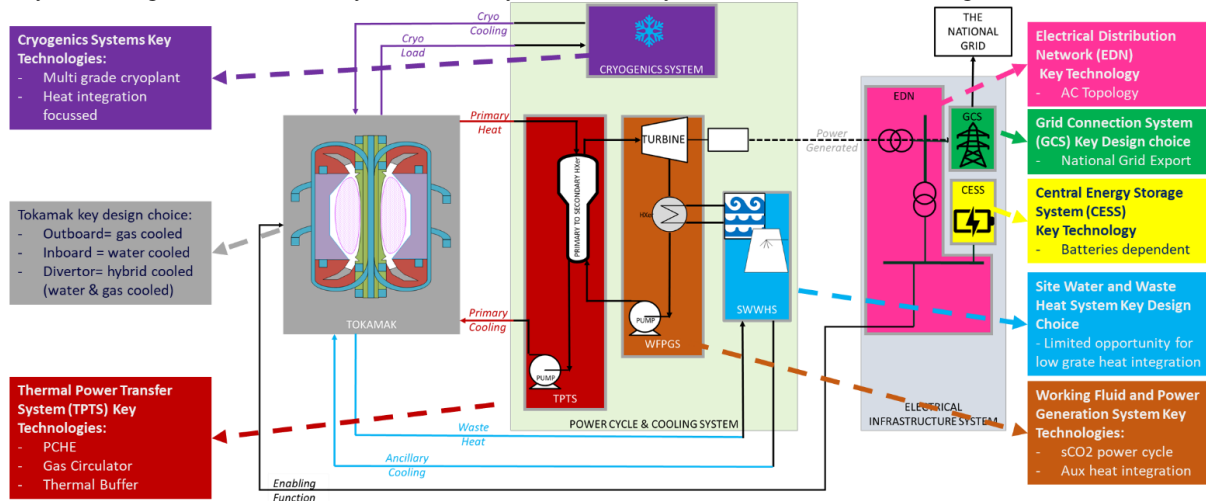 Cryo
Cooling
Cryo
Load
CRYOGENICS SYSTEM
THE
NATIONAL
GRID
Cryogenics Systems Key
Technologies:
- Multi grade cryoplant
- Heat integration
focussed
Electrical Distribution
Network (EDN)
Key Technology
- AC Topology
EDN
GCS
Primary
Heat
TURBINE
Power
Generated
Grid Connection System
(GCS) Key Design choice
- National Grid Export
PRIMARY TO SECONDARY HXer
CESS
Central Energy Storage
System (CESS)
Key Technology
- Batteries dependent
Tokamak key design choice:
- Outboard= gas cooled
- Inboard = water cooled
- Divertor= hybrid cooled
(water & gas cooled)
HXer
TOKAMAK
Primary
Cooling
PUMP
WFPGS
SWWHS
Site Water and Waste
Heat System Key Design
Choice
- Limited opportunity for
low grate heat integration
PUMP
TPTS
Thermal Power Transfer
System (TPTS) Key
Technologies:
- PCHE
- Gas Circulator
- Thermal Buffer
POWER CYCLE & COOLING SYSTEM
ELECTRICAL
INFRASTRUCTURE SYSTEM
Working Fluid and Power
Generation System Key
Technologies:
- sCO2 power cycle
- Aux heat integration
Waste
Heat
Ancillary
Cooling
Enabling
Function